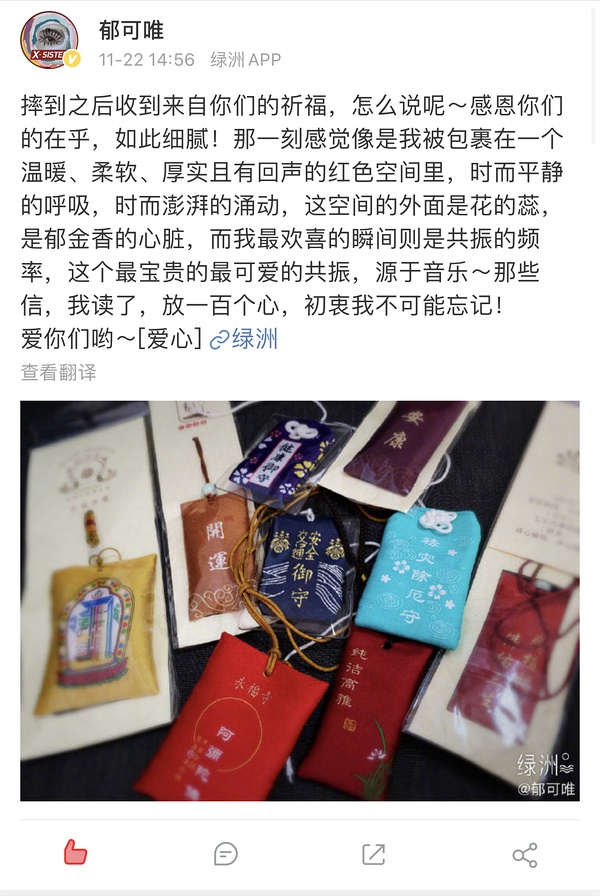 郁可唯
X-SISTE
V
11-22 14:56 绿洲APP
摔到之后收到来自你们的祈福，怎么说呢～感恩你们
的在乎，如此细腻！那一刻感觉像是我被包裹在一个
温暖、柔软、厚实且有回声的红色空间里，时而平静
的呼吸，时而澎湃的涌动，这空间的外面是花的蕊，
是郁金香的心脏，而我最欢喜的瞬间则是共振的频
率，这个最宝贵的最可爱的共振，源于音乐～那些
信，我读了，放一百个心，初衷我不可能忘记！
爱你们哟～[爱心] 绿洲
查看翻译
安康
健康御守
開運
交通安全
御守
祛灾除厄守
永福寺
阿彌陀佛
纯洁高雅
绿洲
@郁可唯